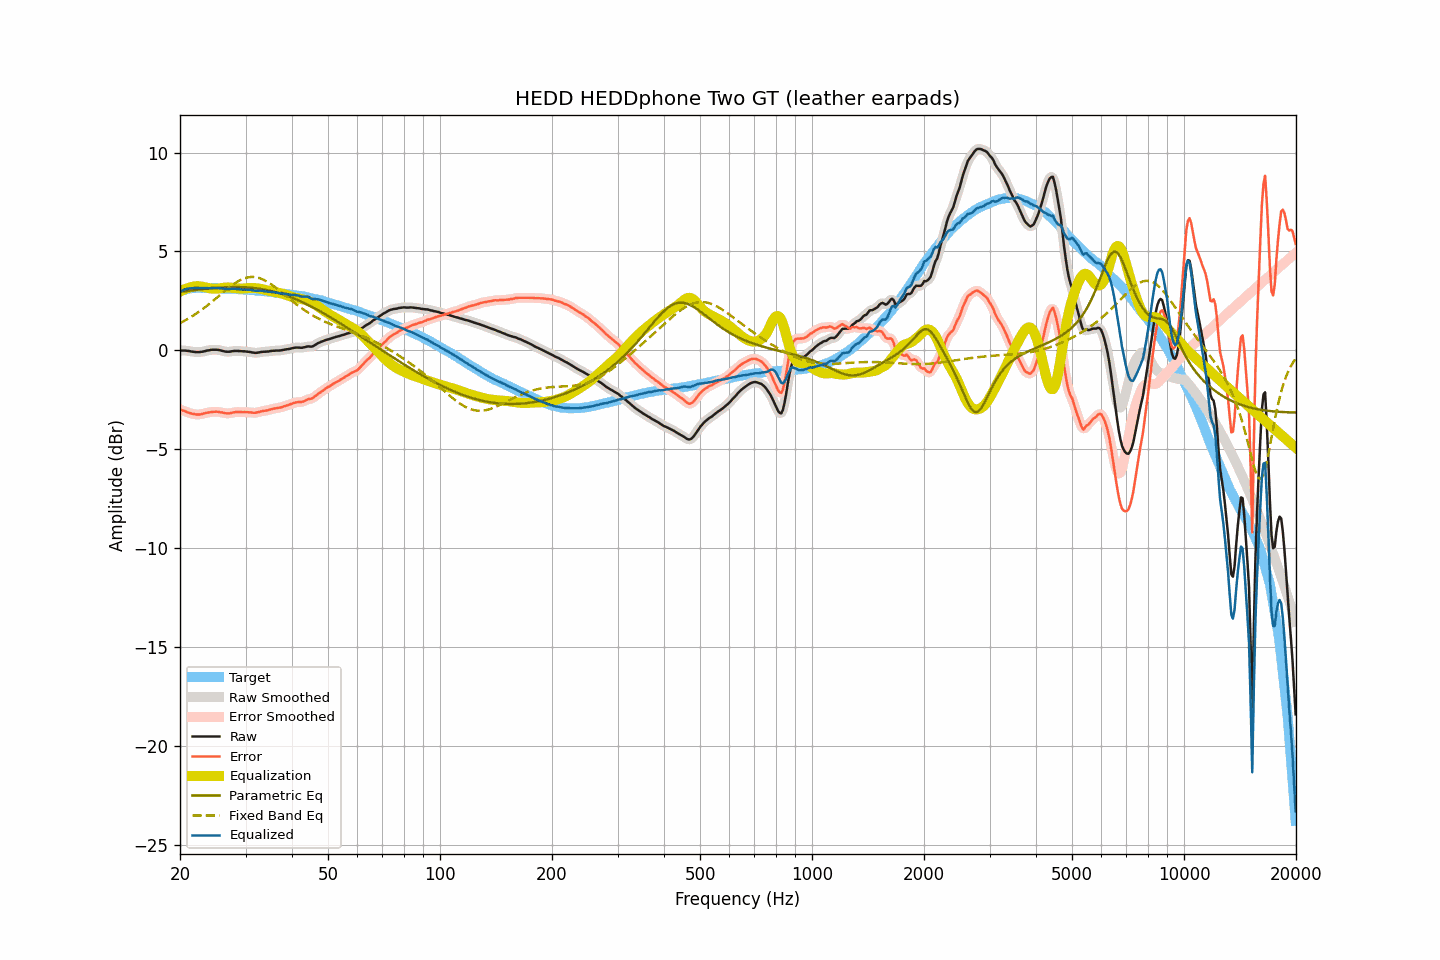 HEDD HEDDphone Two GT (leather earpads)
10
5
0
−5
−10
−15
−20
−25
Amplitude (dBr)
Target
Raw Smoothed
Error Smoothed
Raw
Error
Equalization
Parametric Eq
Fixed Band Eq
Equalized
20 50 100 200 500 1000 2000 5000 10000 20000
Frequency (Hz)